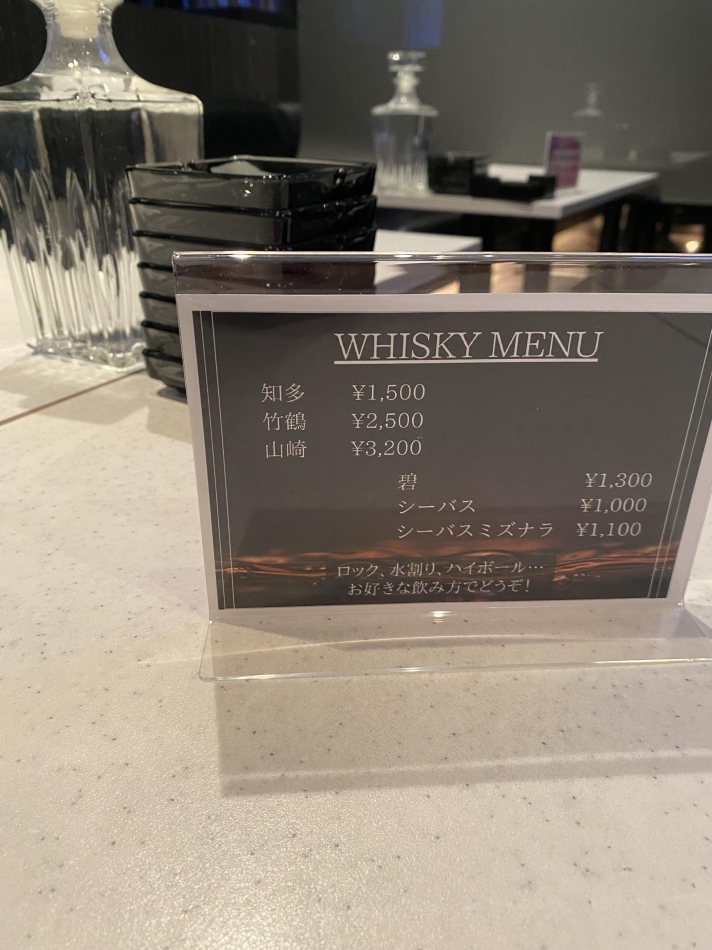 WHISKY MENU
知多 ¥1,500
竹鶴 ¥2,500
山崎 ¥3,200
碧 ¥1,300
シーバス ¥1,000
シーバスミズナラ ¥1,100
ロック、水割り、ハイボール…
お好きな飲み方でどうぞ!